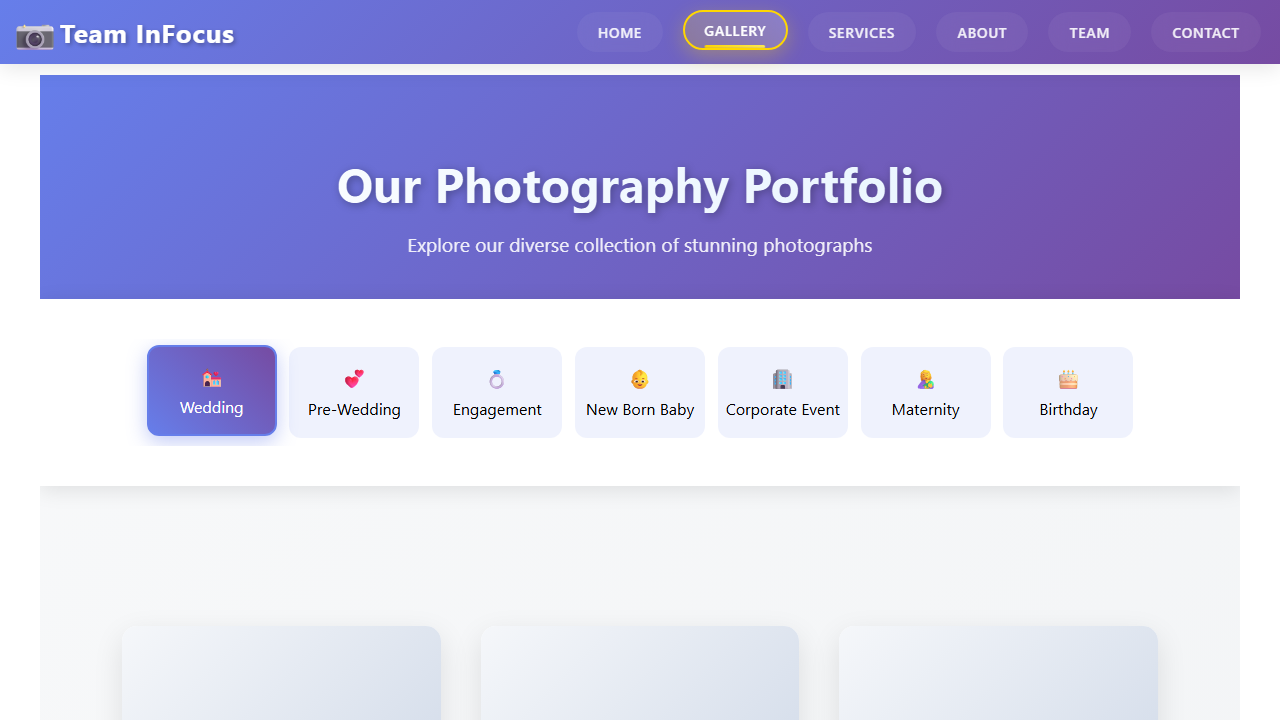 Team InFocus
HOME
GALLERY
SERVICES
ABOUT
TEAM
CONTACT
Our Photography Portfolio
Explore our diverse collection of stunning photographs
Wedding
Pre-Wedding
Engagement
New Born Baby
Corporate Event
Maternity
Birthday